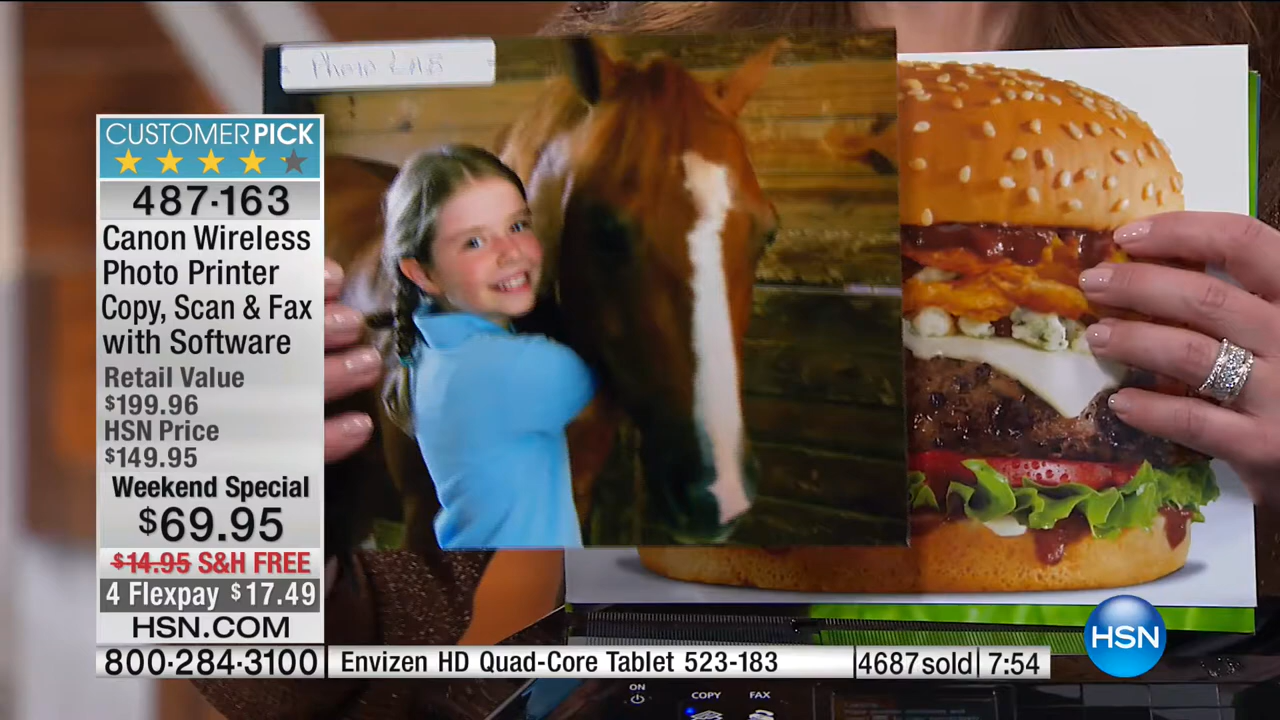 Photo LAB
CUSTOMER PICK
487-163
Canon Wireless
Photo Printer
Copy, Scan & Fax
with Software
Retail Value
$199.96
HSN Price
$149.95
Weekend Special
$69.95
$14.95 S&H FREE
4 Flexpay $17.49
HSN.COM
800-284-3100
Envizen HD Quad-Core Tablet 523-183
4687 sold
7:54
HSN
ON
COPY
FAX